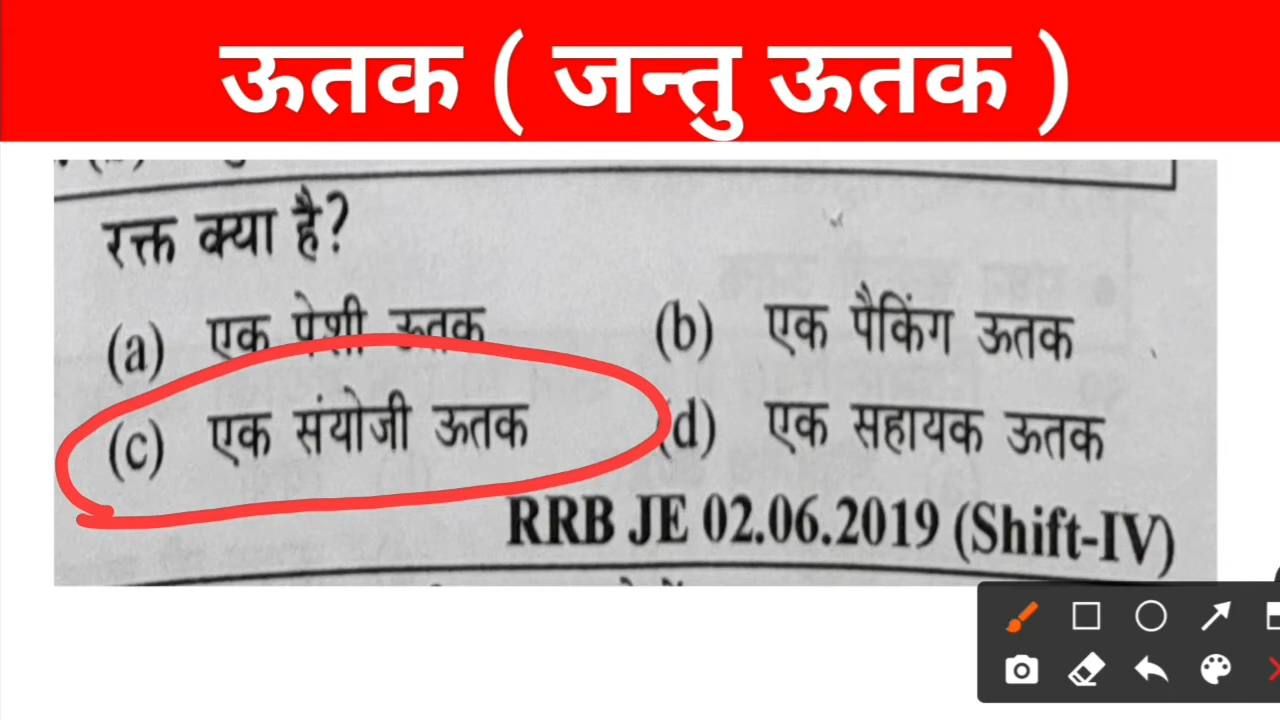 ऊतक ( जन्तु ऊतक )
रक्त क्या है?
(a) एक पेशी ऊतक (b) एक पैकिंग ऊतक
(c) एक संयोजी ऊतक (d) एक सहायक ऊतक
RRB JE 02.06.2019 (Shift-IV)